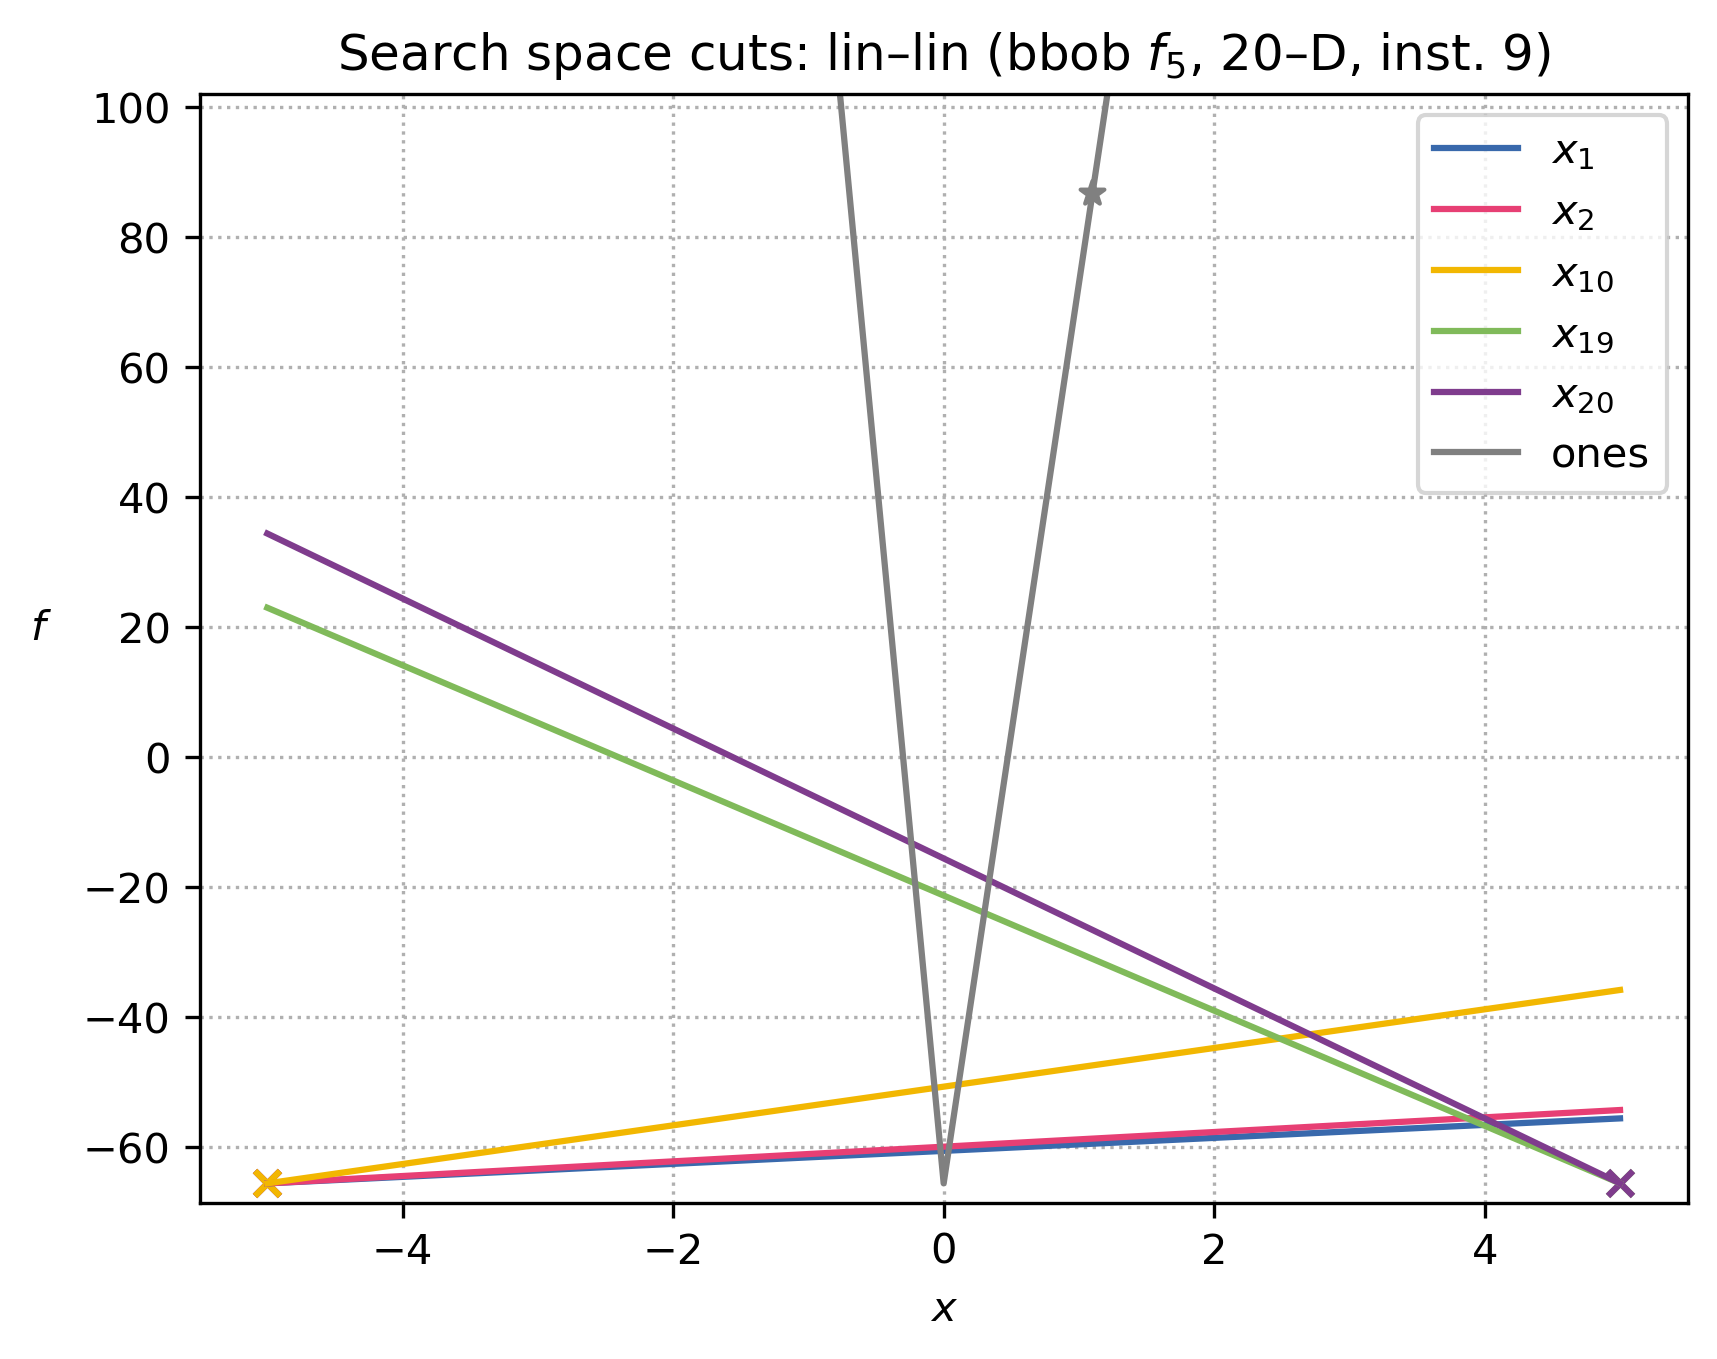 Search space cuts: lin–lin (bbob f₅, 20–D, inst. 9)
100
80
60
40
20
0
−20
−40
−60
f
−4
−2
0
2
4
x
x₁
x₂
x₁₀
x₁₉
x₂₀
ones